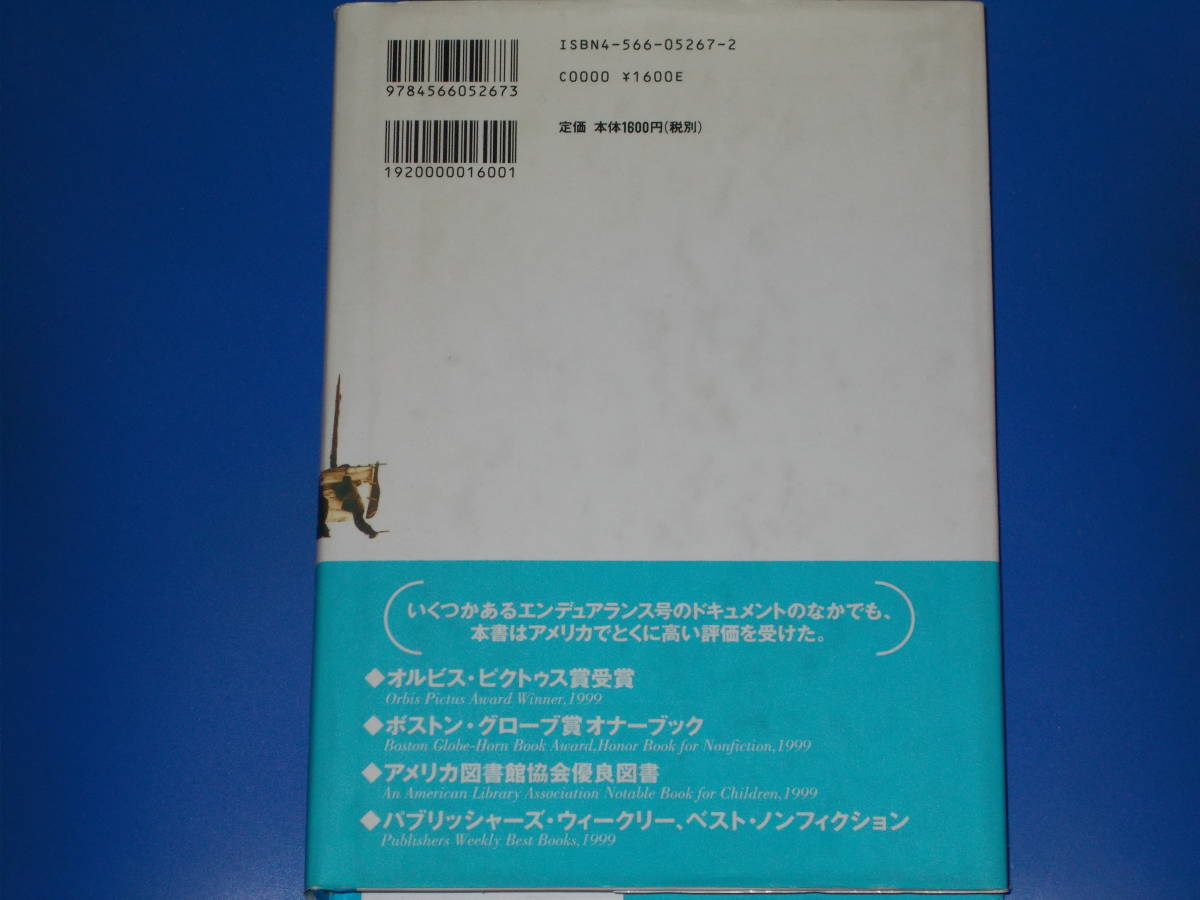 ISBN4-566-05267-2
C0000 ¥1600E
9784566052673
定価 本体1600円(税別)
1920000016001
いくつかあるエンデュアランス号のドキュメントのなかでも、
本書はアメリカでとくに高い評価を受けた。
◆オルビス・ピクトゥス賞受賞
Orbis Pictus Award Winner,1999
◆ボストン・グローブ賞オナーブック
Boston Globe-Horn Book Award,Honor Book for Nonfiction,1999
◆アメリカ図書館協会優良図書
An American Library Association Notable Book for Children,1999
◆パブリッシャーズ・ウィークリー、ベスト・ノンフィクション
Publishers Weekly Best Books,1999